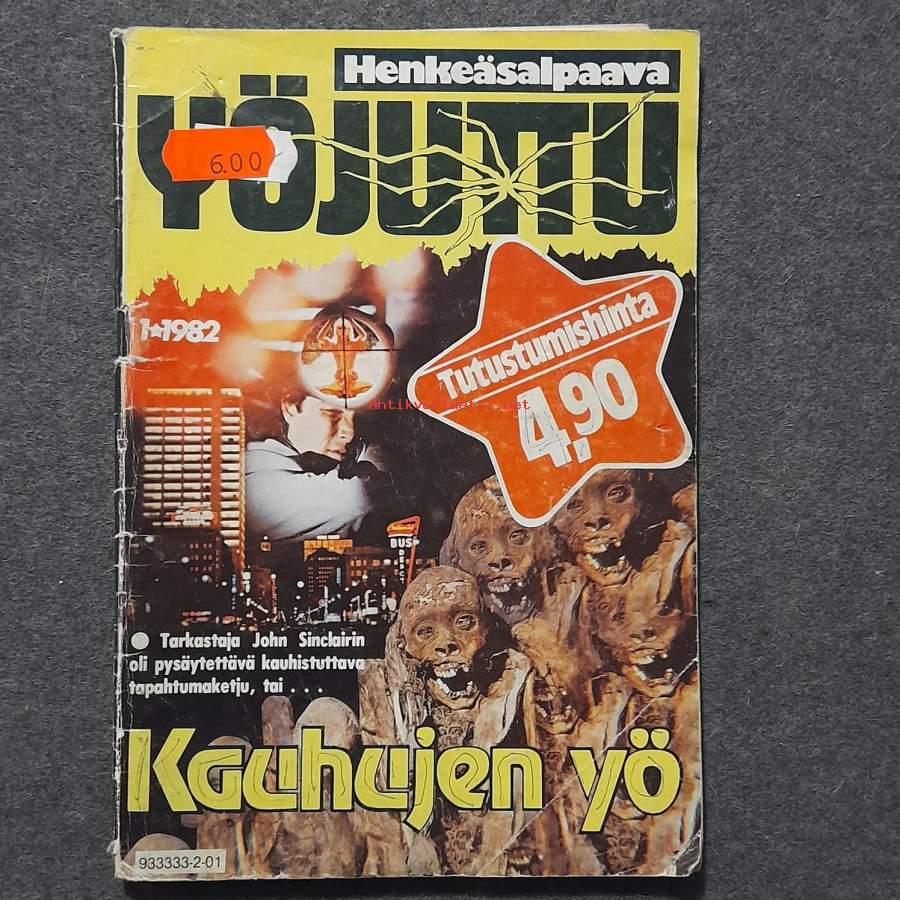 Henkeäsalpaava
YÖJUTTU
6.00
1★1982
Tutustumishinta
4,90
BUS
● Tarkastaja John Sinclairin
oli pysäytettävä kauhistuttava
tapahtumaketju, tai . . .
Kauhujen yö
933333-2-01